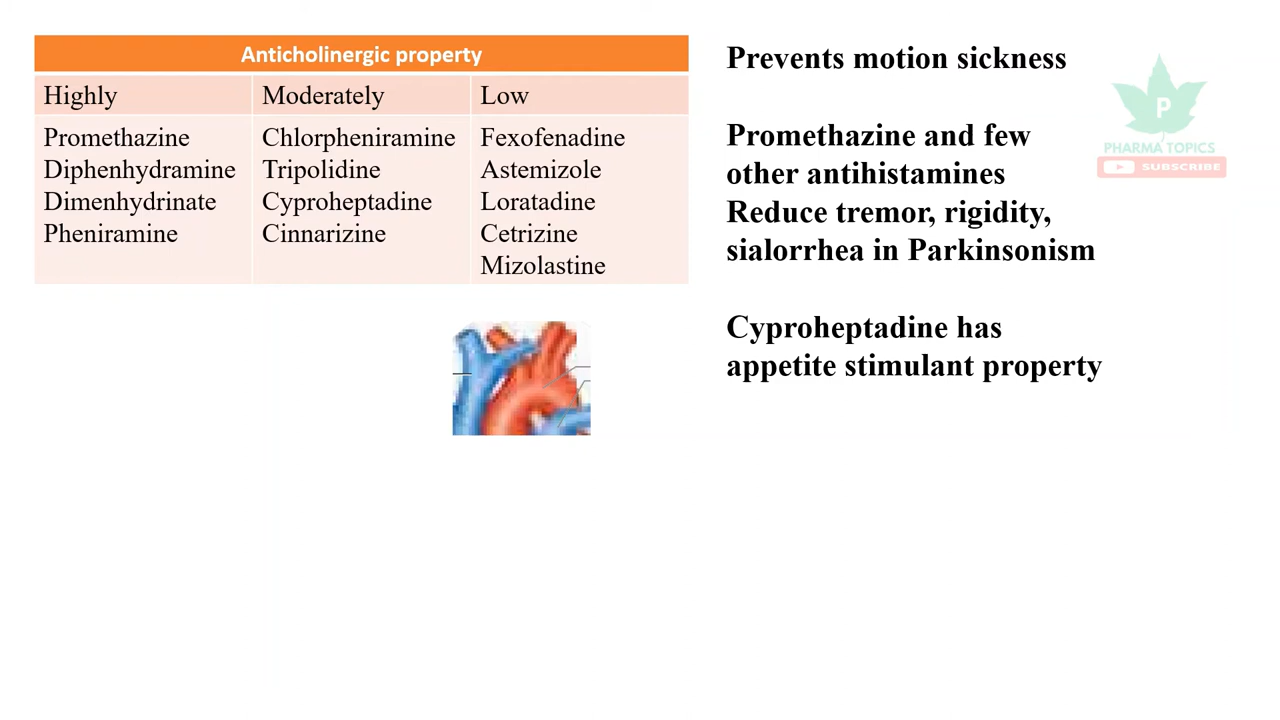 Anticholinergic property
Highly Moderately Low
Promethazine Chlorpheniramine Fexofenadine
Diphenhydramine Tripolidine Astemizole
Dimenhydrinate Cyproheptadine Loratadine
Pheniramine Cinnarizine Cetrizine
Mizolastine
Prevents motion sickness
Promethazine and few
other antihistamines
Reduce tremor, rigidity,
sialorrhea in Parkinsonism
Cyproheptadine has
appetite stimulant property
P
PHARMA TOPICS
SUBSCRIBE